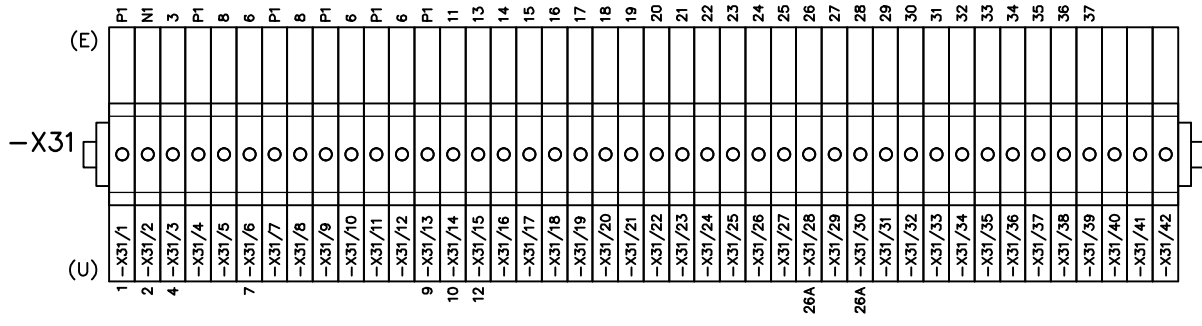 P1 N1 3 P1 8 6 P1 8 P1 6 P1 6 P1 11 13 14 15 16 17 18 19 20 21 22 23 24 25 26 27 28 29 30 31 32 33 34 35 36 37
(E)
-X31
(U)
-X31/1 -X31/2 -X31/3 -X31/4 -X31/5 -X31/6 -X31/7 -X31/8 -X31/9 -X31/10 -X31/11 -X31/12 -X31/13 -X31/14 -X31/15 -X31/16 -X31/17 -X31/18 -X31/19 -X31/20 -X31/21 -X31/22 -X31/23 -X31/24 -X31/25 -X31/26 -X31/27 -X31/28 -X31/29 -X31/30 -X31/31 -X31/32 -X31/33 -X31/34 -X31/35 -X31/36 -X31/37 -X31/38 -X31/39 -X31/40 -X31/41 -X31/42
1 2 4 7 9 10 12 26A 26A